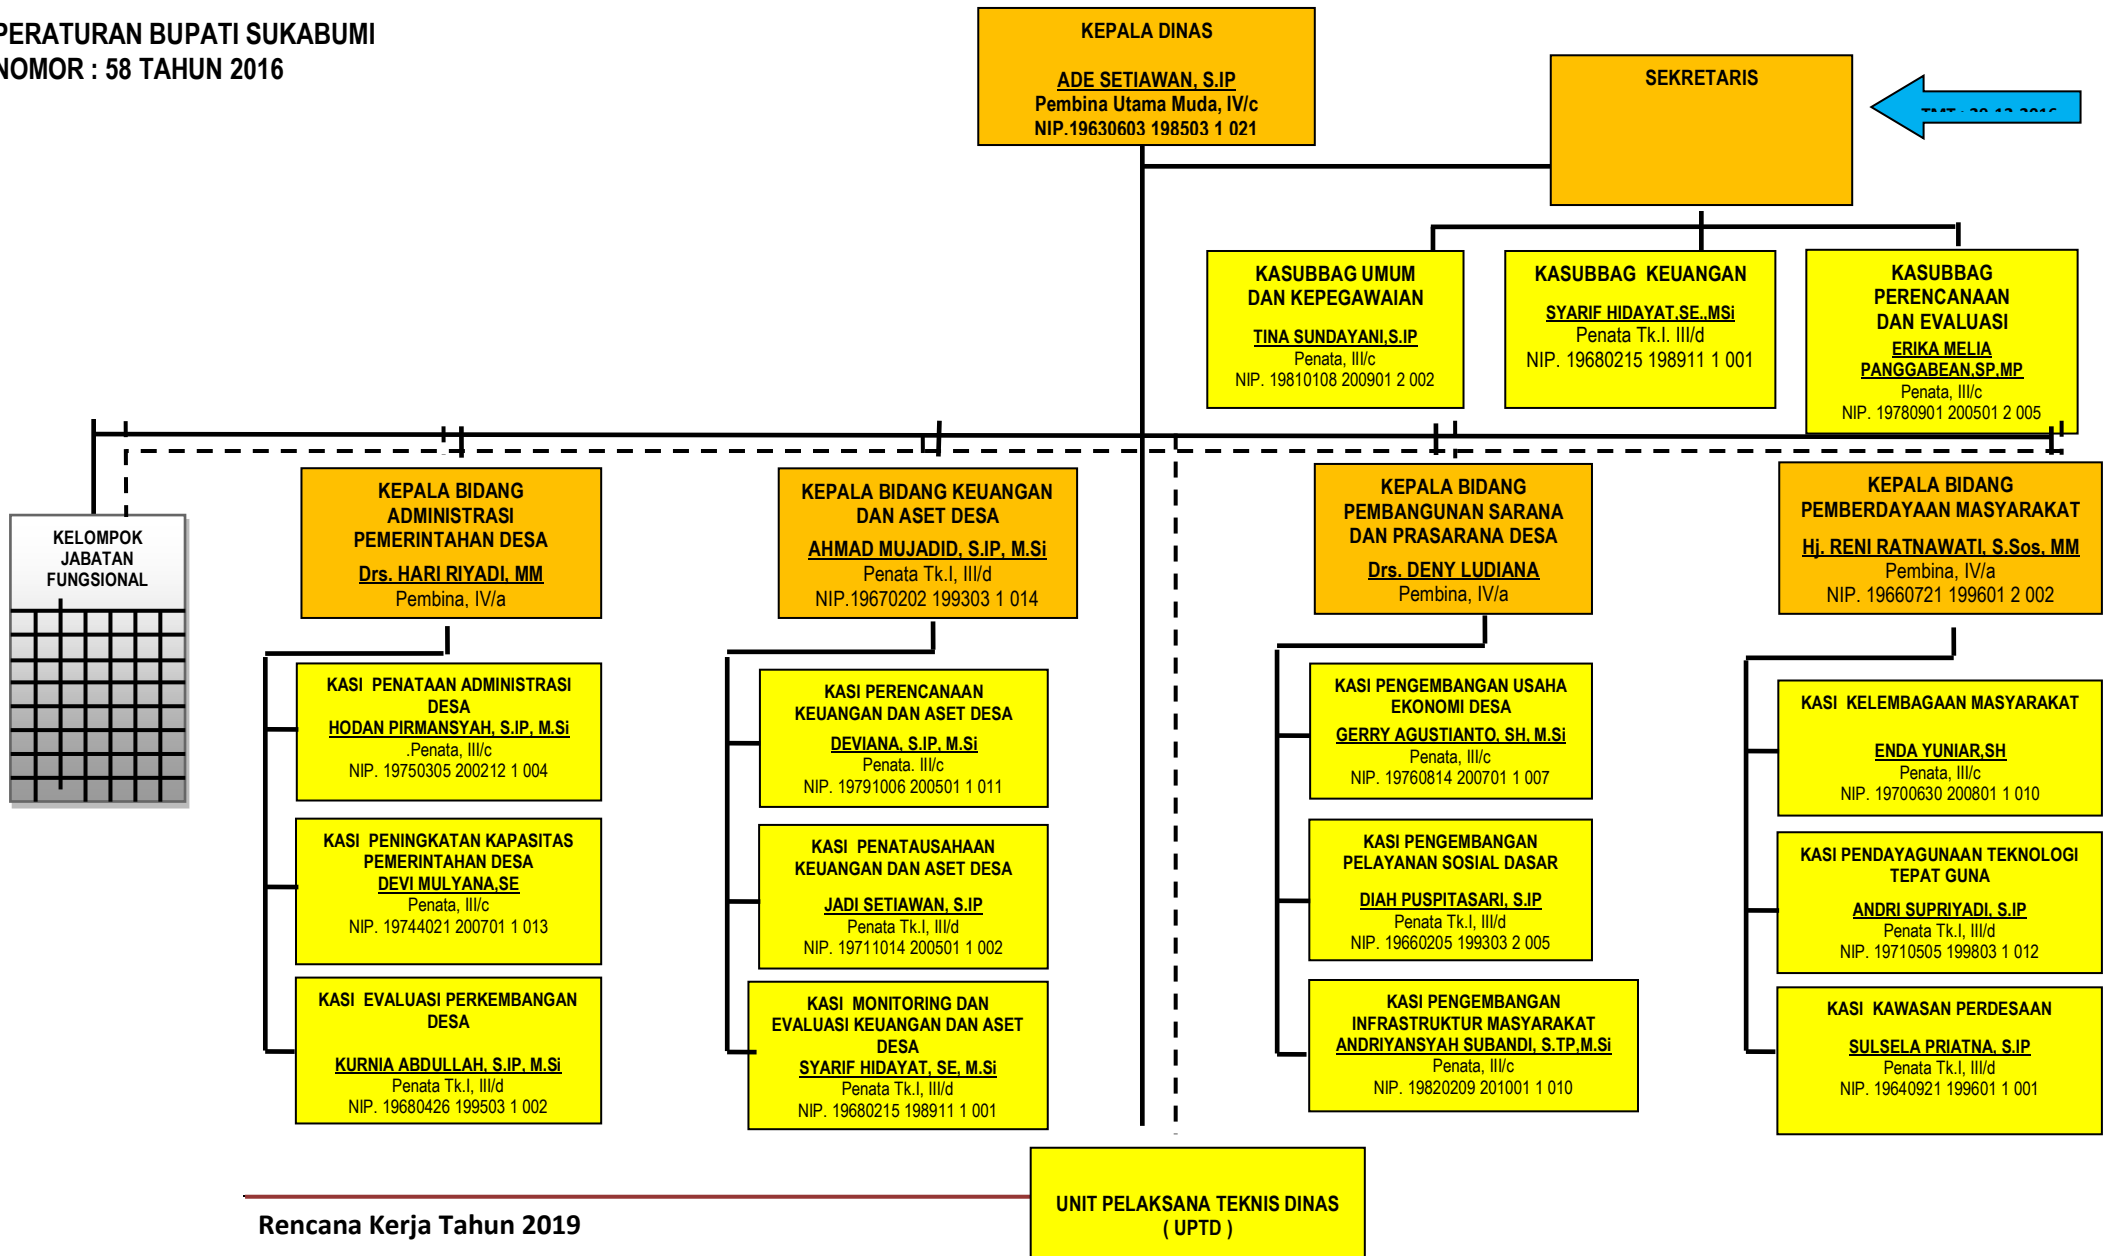 PERATURAN BUPATI SUKABUMI
NOMOR : 58 TAHUN 2016
KEPALA DINAS
ADE SETIAWAN, S.IP
Pembina Utama Muda, IV/c
NIP.19630603 198503 1 021
SEKRETARIS
KASUBBAG UMUM
DAN KEPEGAWAIAN
TINA SUNDAYANI,S.IP
Penata, III/c
NIP. 19810108 200901 2 002
KASUBBAG  KEUANGAN
SYARIF HIDAYAT,SE.,MSi
Penata Tk.I. III/d
NIP. 19680215 198911 1 001
KASUBBAG
PERENCANAAN
DAN EVALUASI
ERIKA MELIA
PANGGABEAN,SP,MP
Penata, III/c
NIP. 19780901 200501 2 005
KELOMPOK
JABATAN
FUNGSIONAL
KEPALA BIDANG
ADMINISTRASI
PEMERINTAHAN DESA
Drs. HARI RIYADI, MM
Pembina, IV/a
KEPALA BIDANG KEUANGAN
DAN ASET DESA
AHMAD MUJADID, S.IP, M.Si
Penata Tk.I, III/d
NIP.19670202 199303 1 014
KEPALA BIDANG
PEMBANGUNAN SARANA
DAN PRASARANA DESA
Drs. DENY LUDIANA
Pembina, IV/a
KEPALA BIDANG
PEMBERDAYAAN MASYARAKAT
Hj. RENI RATNAWATI, S.Sos, MM
Pembina, IV/a
NIP. 19660721 199601 2 002
KASI  PENATAAN ADMINISTRASI
DESA
HODAN PIRMANSYAH, S.IP, M.Si
.Penata, III/c
NIP. 19750305 200212 1 004
KASI  PENINGKATAN KAPASITAS
PEMERINTAHAN DESA
DEVI MULYANA,SE
Penata, III/c
NIP. 19744021 200701 1 013
KASI  EVALUASI PERKEMBANGAN
DESA
KURNIA ABDULLAH, S.IP, M.Si
Penata Tk.I, III/d
NIP. 19680426 199503 1 002
KASI PERENCANAAN
KEUANGAN DAN ASET DESA
DEVIANA, S.IP, M.Si
Penata. III/c
NIP. 19791006 200501 1 011
KASI  PENATAUSAHAAN
KEUANGAN DAN ASET DESA
JADI SETIAWAN, S.IP
Penata Tk.I, III/d
NIP. 19711014 200501 1 002
KASI  MONITORING DAN
EVALUASI KEUANGAN DAN ASET
DESA
SYARIF HIDAYAT, SE, M.Si
Penata Tk.I, III/d
NIP. 19680215 198911 1 001
KASI PENGEMBANGAN USAHA
EKONOMI DESA
GERRY AGUSTIANTO, SH, M.Si
Penata, III/c
NIP. 19760814 200701 1 007
KASI PENGEMBANGAN
PELAYANAN SOSIAL DASAR
DIAH PUSPITASARI, S.IP
Penata Tk.I, III/d
NIP. 19660205 199303 2 005
KASI PENGEMBANGAN
INFRASTRUKTUR MASYARAKAT
ANDRIYANSYAH SUBANDI, S.TP,M.Si
Penata, III/c
NIP. 19820209 201001 1 010
KASI  KELEMBAGAAN MASYARAKAT
ENDA YUNIAR,SH
Penata, III/c
NIP. 19700630 200801 1 010
KASI PENDAYAGUNAAN TEKNOLOGI
TEPAT GUNA
ANDRI SUPRIYADI, S.IP
Penata Tk.I, III/d
NIP. 19710505 199803 1 012
KASI  KAWASAN PERDESAAN
SULSELA PRIATNA, S.IP
Penata Tk.I, III/d
NIP. 19640921 199601 1 001
UNIT PELAKSANA TEKNIS DINAS
( UPTD )
Rencana Kerja Tahun 2019